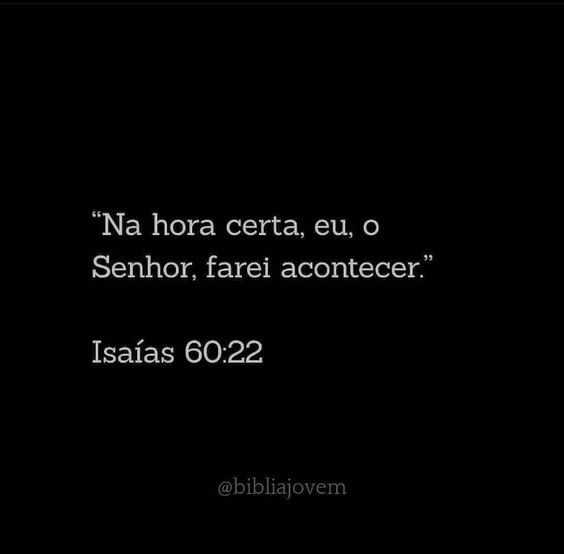 “Na hora certa, eu, o
Senhor, farei acontecer.”
Isaías 60:22
@bibliajovem